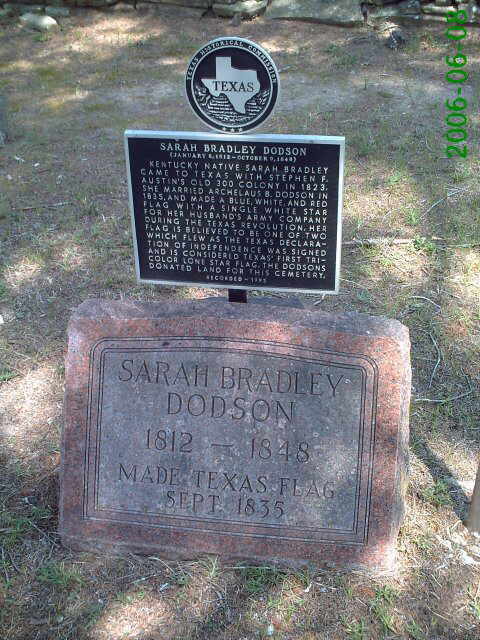 2006-06-08
TEXAS HISTORICAL COMMISSION
TEXAS
SARAH BRADLEY DODSON
(JANUARY 8, 1812–OCTOBER 9, 1848)
KENTUCKY NATIVE SARAH BRADLEY
CAME TO TEXAS WITH STEPHEN F.
AUSTIN'S OLD 300 COLONY IN 1823.
SHE MARRIED ARCHELAUS B. DODSON IN
1835, AND MADE A BLUE, WHITE, AND RED
FLAG WITH A SINGLE WHITE STAR
FOR HER HUSBAND'S ARMY COMPANY
DURING THE TEXAS REVOLUTION. HER
FLAG IS BELIEVED TO BE ONE OF TWO
WHICH FLEW AS THE TEXAS DECLARA-
TION OF INDEPENDENCE WAS SIGNED
AND IS CONSIDERED TEXAS' FIRST TRI-
COLOR LONE STAR FLAG. THE DODSONS
DONATED LAND FOR THIS CEMETERY.
RECORDED – 1995
SARAH BRADLEY
DODSON
1812 — 1848
MADE TEXAS FLAG
SEPT. 1835